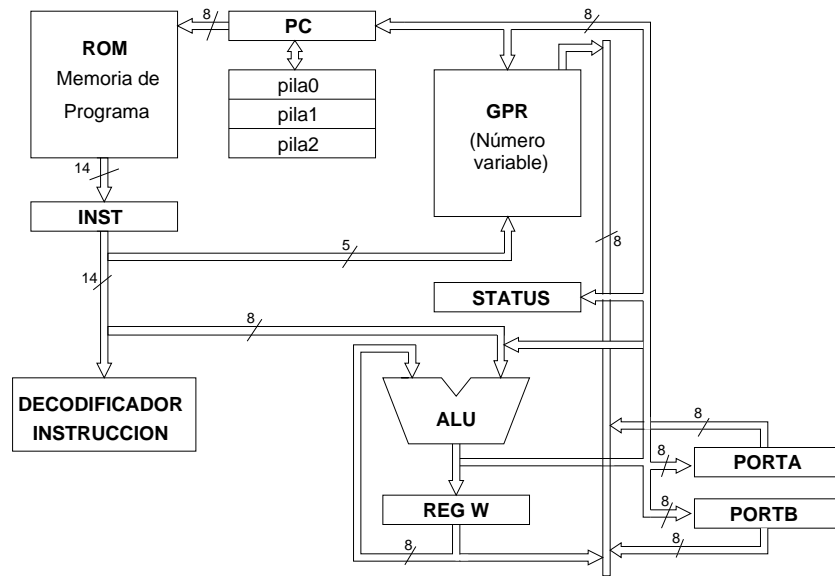 8
PC
8
ROM
Memoria de
Programa
pila0
pila1
pila2
GPR
(Número
variable)
14
INST
8
5
14
STATUS
8
DECODIFICADOR
INSTRUCCION
ALU
8
8
PORTA
REG W
8
PORTB
8
8